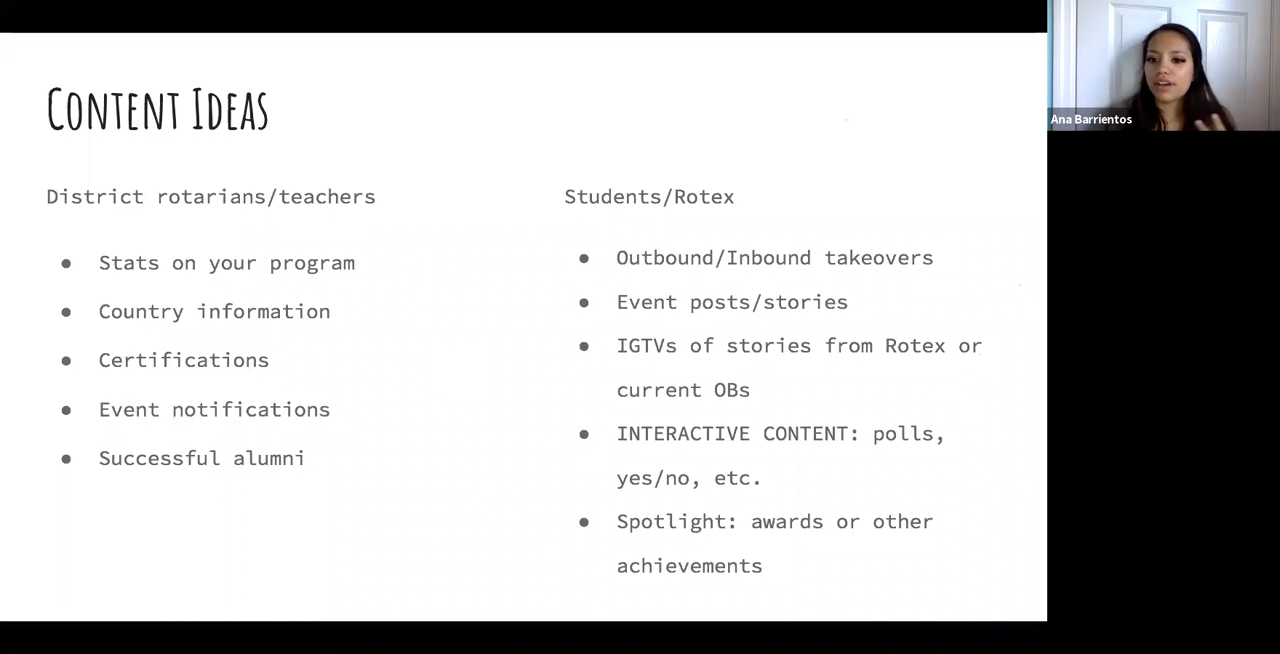 Content Ideas
District rotarians/teachers
Stats on your program
Country information
Certifications
Event notifications
Successful alumni
Students/Rotex
Outbound/Inbound takeovers
Event posts/stories
IGTVs of stories from Rotex or
current OBs
INTERACTIVE CONTENT: polls,
yes/no, etc.
Spotlight: awards or other
achievements
Ana Barrientos